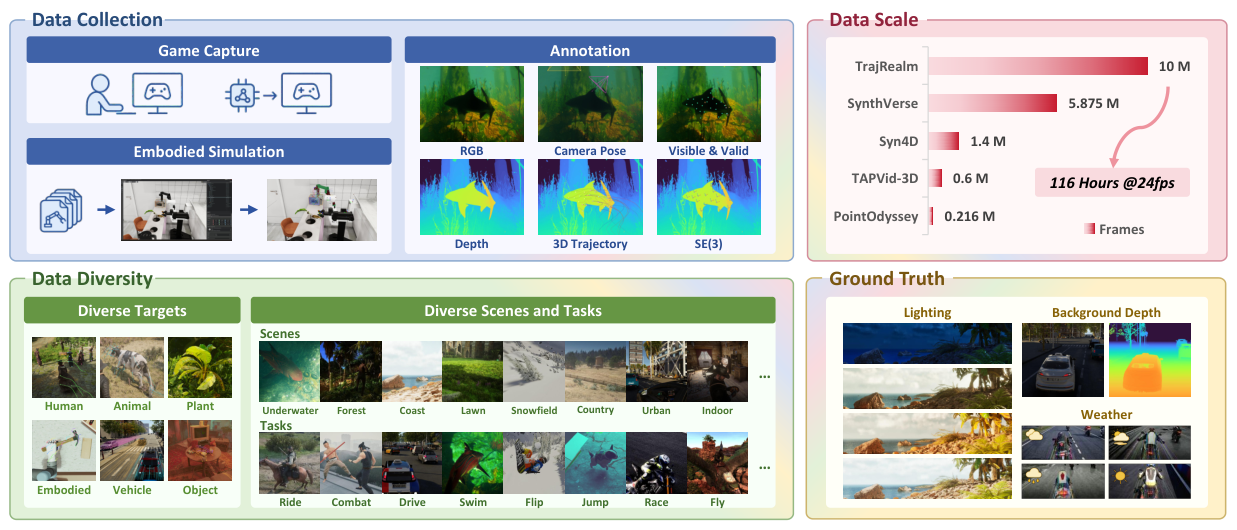 Data Collection
Game Capture
Embodied Simulation
Annotation
RGB
Camera Pose
Visible & Valid
Depth
3D Trajectory
SE(3)
Data Scale
TrajRealm
10 M
SynthVerse
5.875 M
Syn4D
1.4 M
TAPVid-3D
0.6 M
PointOdyssey
0.216 M
116 Hours @24fps
Frames
Data Diversity
Diverse Targets
Human
Animal
Plant
Embodied
Vehicle
Object
Diverse Scenes and Tasks
Scenes
Underwater
Forest
Coast
Lawn
Snowfield
Country
Urban
Indoor
...
Tasks
Ride
Combat
Drive
Swim
Flip
Jump
Race
Fly
...
Ground Truth
Lighting
Background Depth
Weather